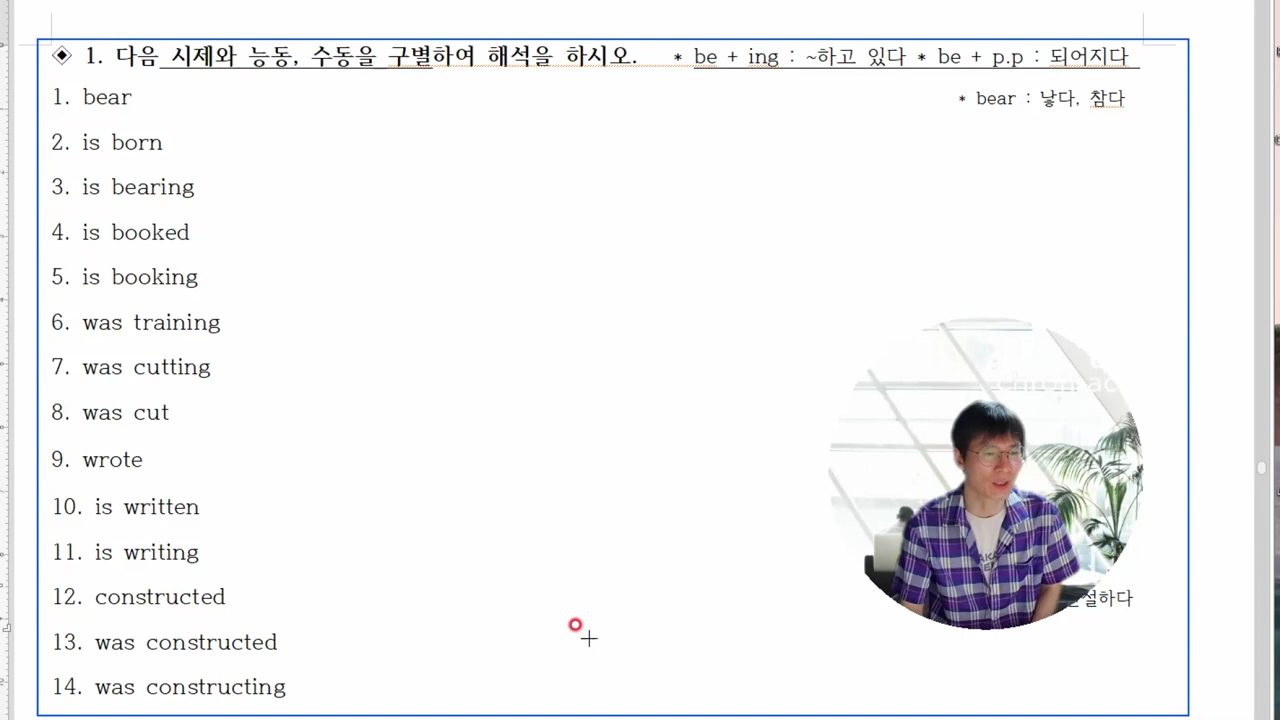 ◈ 1. 다음 시제와 능동, 수동을 구별하여 해석을 하시오. * be + ing : ~하고 있다 * be + p.p : 되어지다
1. bear * bear : 낳다, 참다
2. is born
3. is bearing
4. is booked
5. is booking
6. was training
7. was cutting
8. was cut
9. wrote
10. is written
11. is writing
12. constructed
13. was constructed
14. was constructing